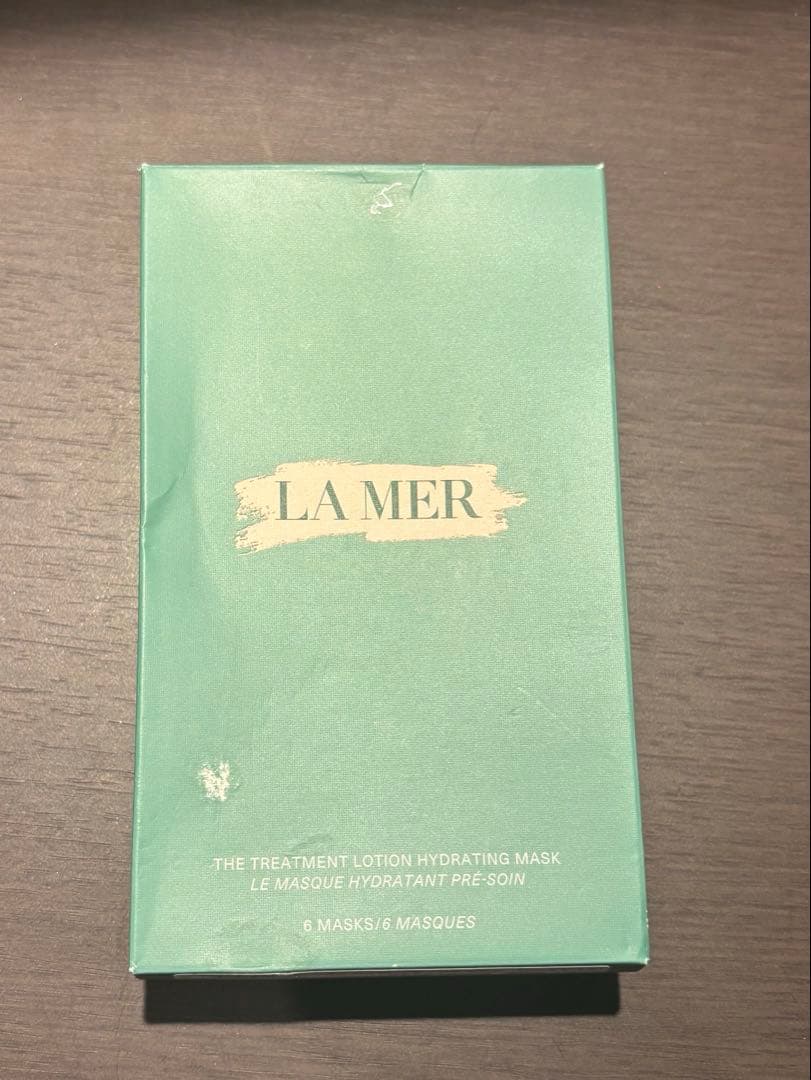 LA MER
THE TREATMENT LOTION HYDRATING MASK
LE MASQUE HYDRATANT PRÉ-SOIN
6 MASKS/6 MASQUES